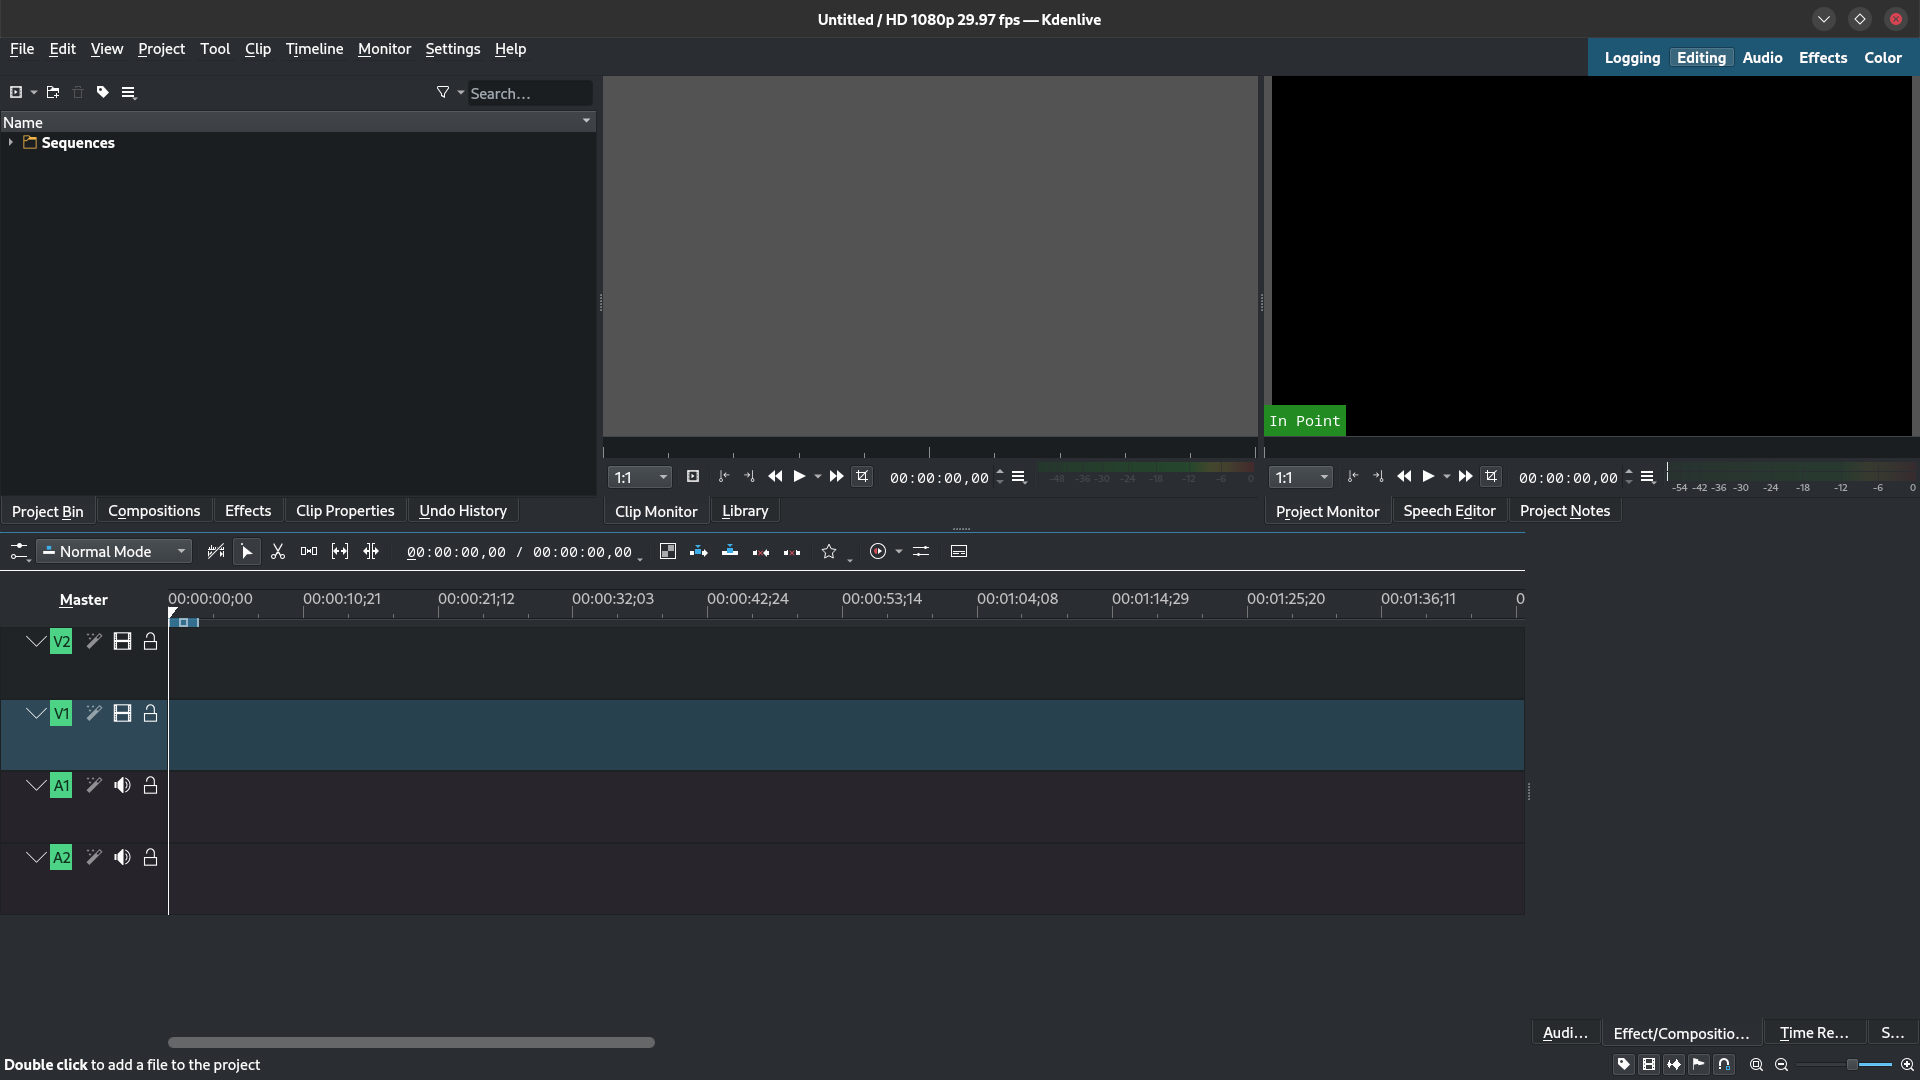 Untitled / HD 1080p 29.97 fps — Kdenlive
File Edit View Project Tool Clip Timeline Monitor Settings Help
Logging Editing Audio Effects Color
Search...
Name
Sequences
In Point
1:1
00:00:00,00
-48 -36 -30 -24 -18 -12 -6 0
1:1
00:00:00,00
-54 -42 -36 -30 -24 -18 -12 -6 0
Project Bin Compositions Effects Clip Properties Undo History
Clip Monitor Library
Project Monitor Speech Editor Project Notes
Normal Mode
00:00:00,00 / 00:00:00,00
Master
00:00:00;00 00:00:10;21 00:00:21;12 00:00:32;03 00:00:42;24 00:00:53;14 00:01:04;08 00:01:14;29 00:01:25;20 00:01:36;11 0
V2
V1
A1
A2
Audi... Effect/Compositio... Time Re... S...
Double click to add a file to the project